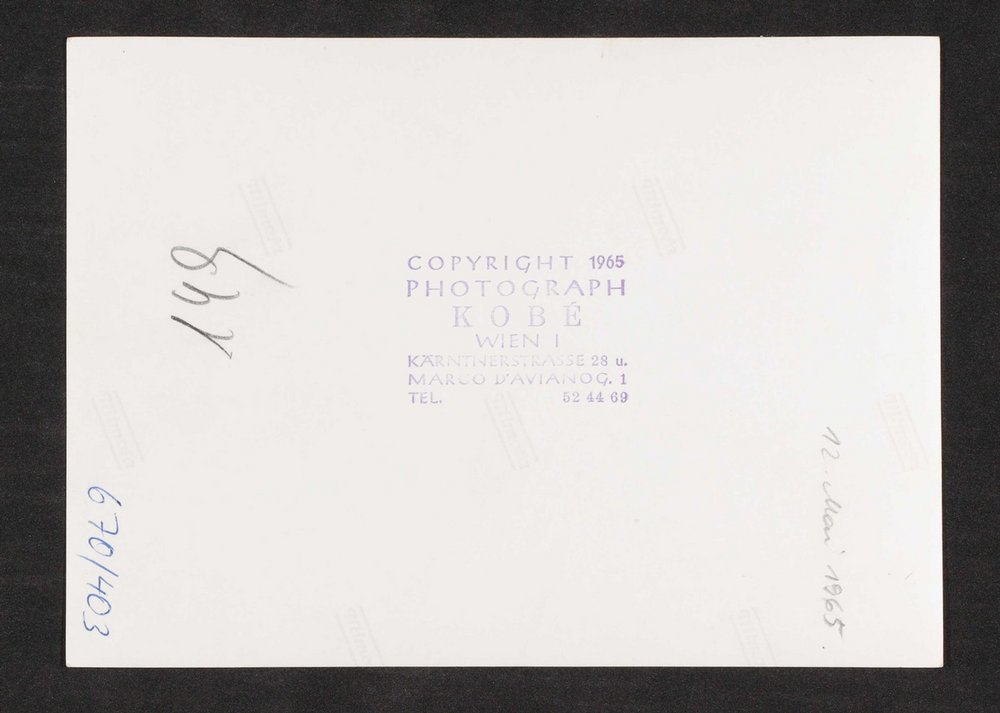 149
COPYRIGHT 1965
PHOTOGRAPH
KOBÉ
WIEN I
KÄRNTNERSTRASSE 28 u.
MARCO D'AVIANOG. 1
TEL. 52 44 69
12. Mai 1965
670/403